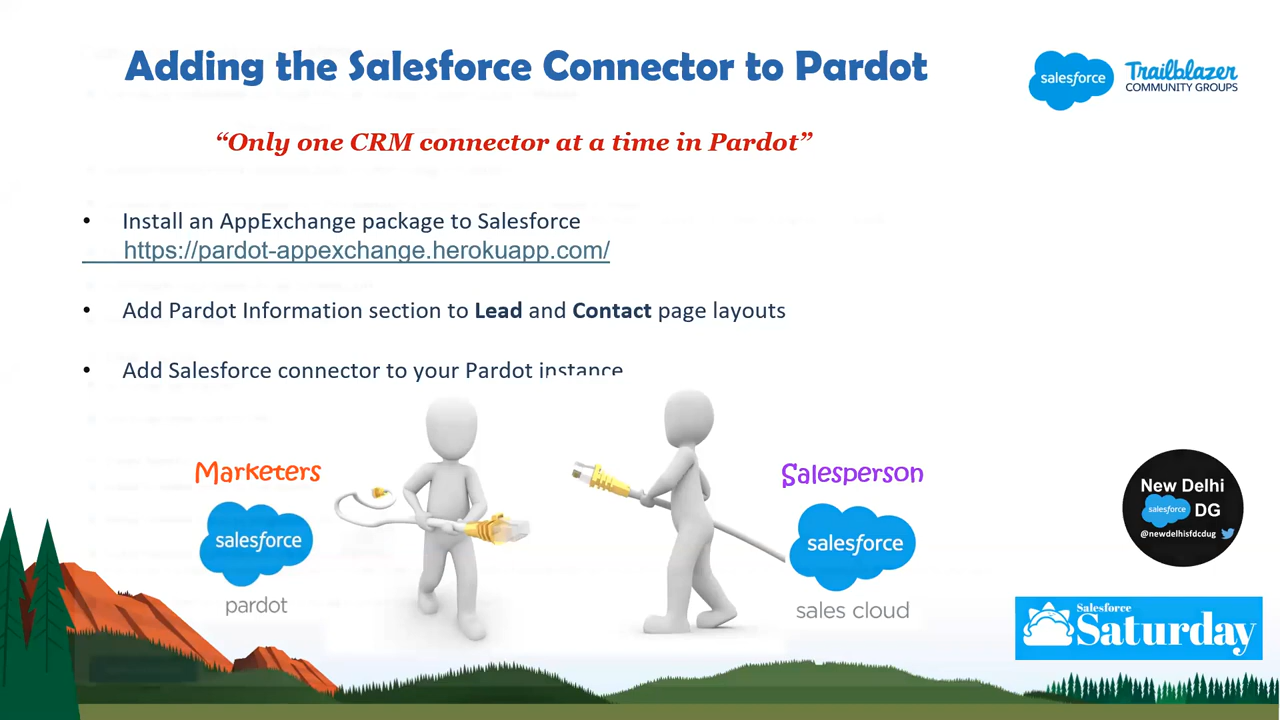 Adding the Salesforce Connector to Pardot
salesforce
Trailblazer
COMMUNITY GROUPS
“Only one CRM connector at a time in Pardot”
• Install an AppExchange package to Salesforce
https://pardot-appexchange.herokuapp.com/
• Add Pardot Information section to Lead and Contact page layouts
• Add Salesforce connector to your Pardot instance
Marketers
salesforce
pardot
Salesperson
salesforce
sales cloud
New Delhi
salesforce DG
@newdelhisfdcdug
Salesforce
Saturday